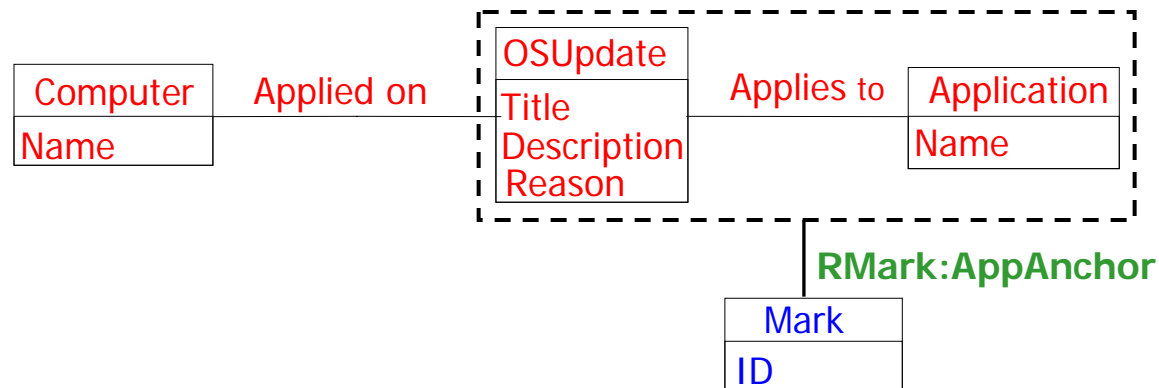 Computer
Name
Applied on
OSUpdate
Title
Description
Reason
Applies to
Application
Name
RMark:AppAnchor
Mark
ID